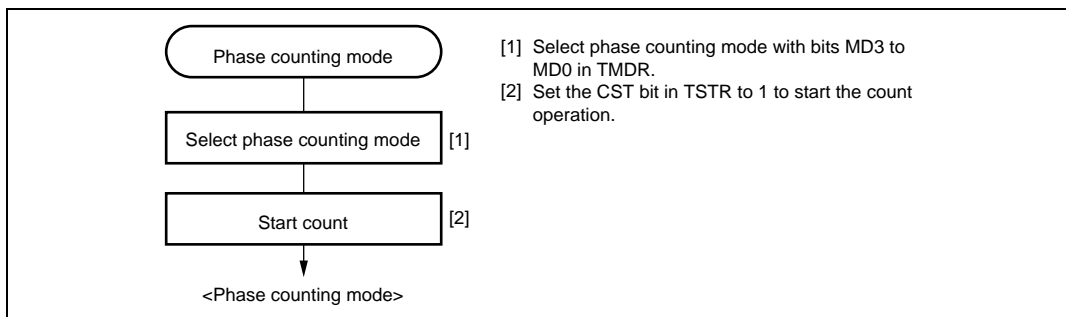 Phase counting mode
Select phase counting mode [1]
Start count [2]
<Phase counting mode>
[1] Select phase counting mode with bits MD3 to
MD0 in TMDR.
[2] Set the CST bit in TSTR to 1 to start the count
operation.